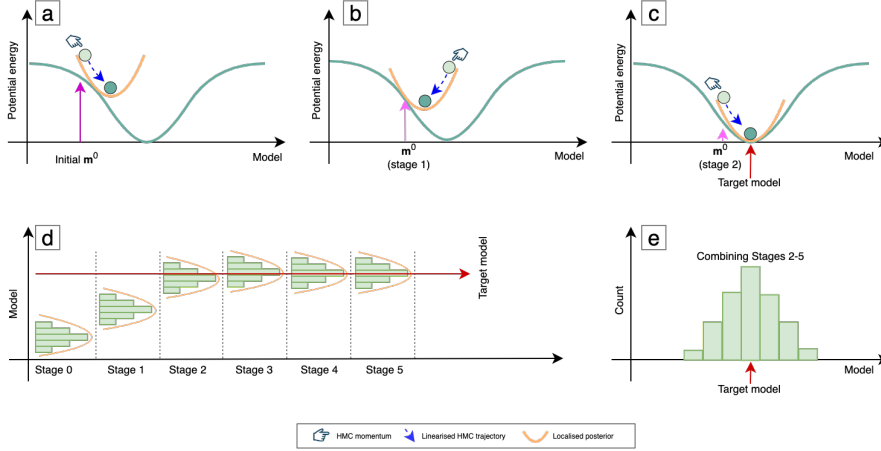 a
Potential energy
Initial m⁰
Model
b
Potential energy
m⁰
(stage 1)
Model
c
Potential energy
m⁰
(stage 2)
Model
Target model
d
Model
Target model
Stage 0
Stage 1
Stage 2
Stage 3
Stage 4
Stage 5
e
Combining Stages 2-5
Count
Model
Target model
HMC momentum
Linearised HMC trajectory
Localised posterior